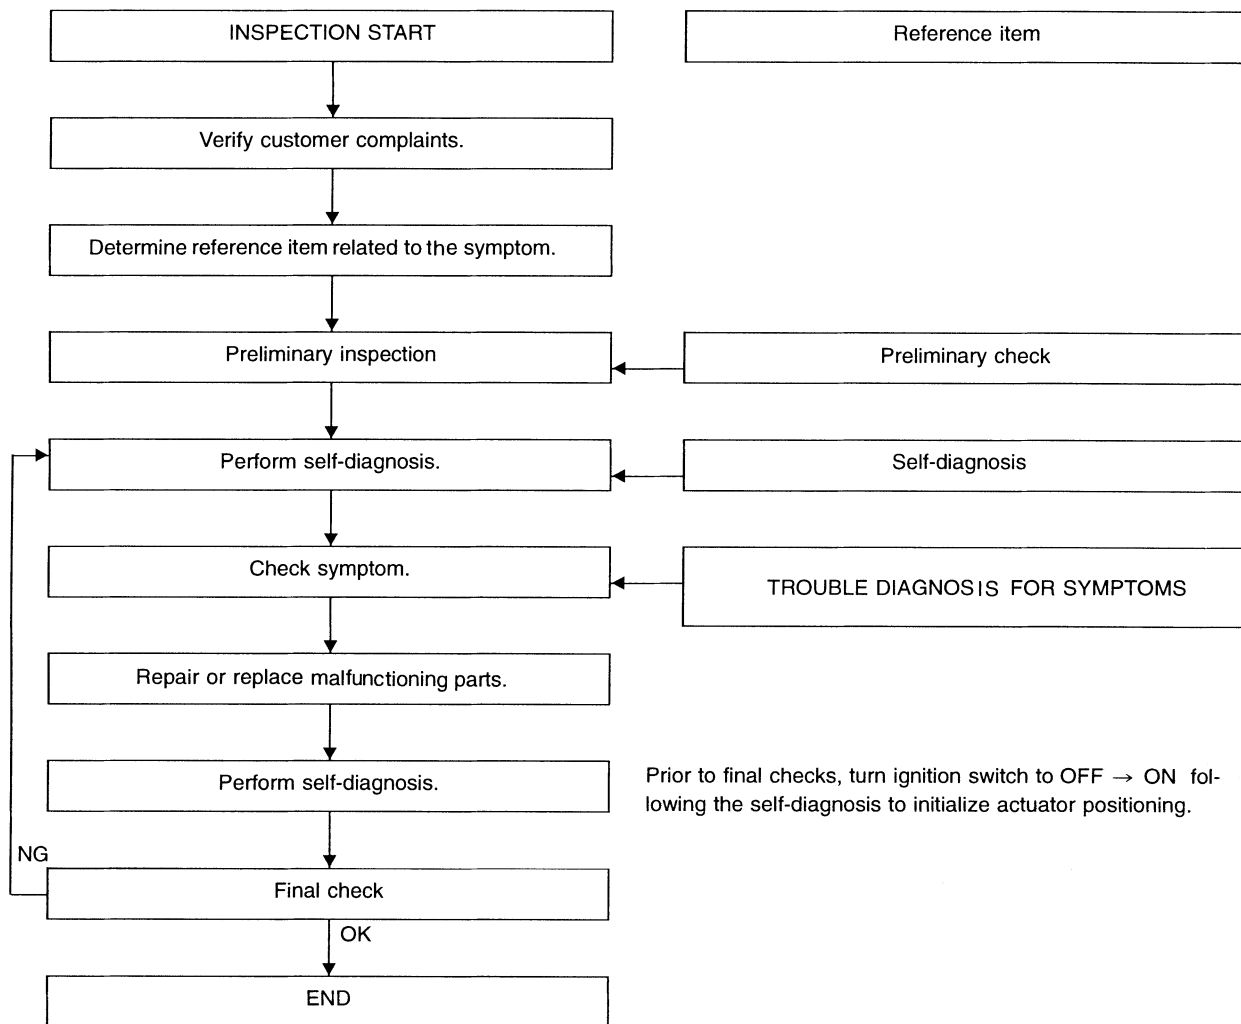 INSPECTION START
Reference item
Verify customer complaints.
Determine reference item related to the symptom.
Preliminary inspection
Preliminary check
Perform self-diagnosis.
Self-diagnosis
Check symptom.
TROUBLE DIAGNOSIS FOR SYMPTOMS
Repair or replace malfunctioning parts.
Perform self-diagnosis.
Prior to final checks, turn ignition switch to OFF → ON fol-
lowing the self-diagnosis to initialize actuator positioning.
NG
Final check
OK
END